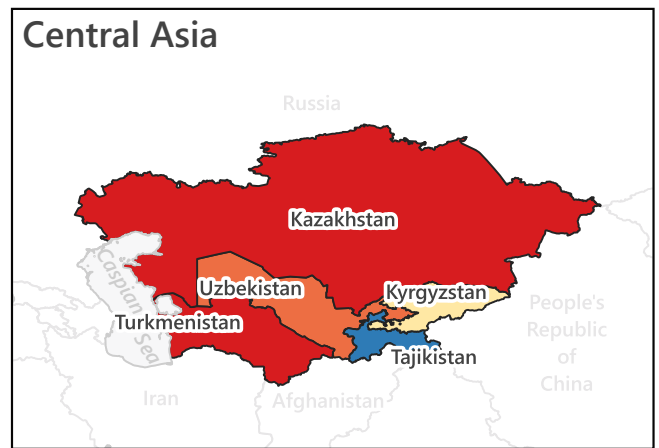 Central Asia
Russia
Kazakhstan
Uzbekistan
Kyrgyzstan
Caspian Sea
Turkmenistan
People's
Republic
of
China
Tajikistan
Iran
Afghanistan